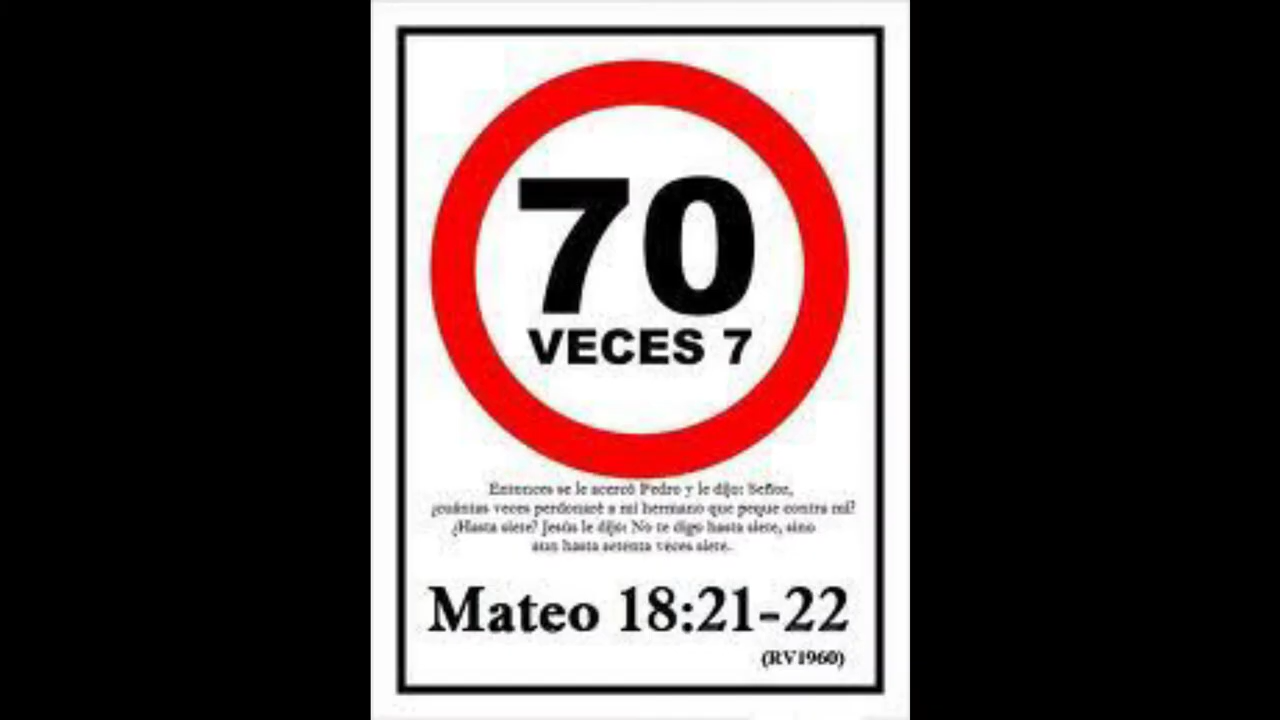 70
VECES 7
Entonces se le acercó Pedro y le dijo: Señor,
¿cuántas veces perdonaré a mi hermano que peque contra mí?
¿Hasta siete? Jesús le dijo: No te digo hasta siete, sino
aun hasta setenta veces siete.
Mateo 18:21-22
(RV1960)